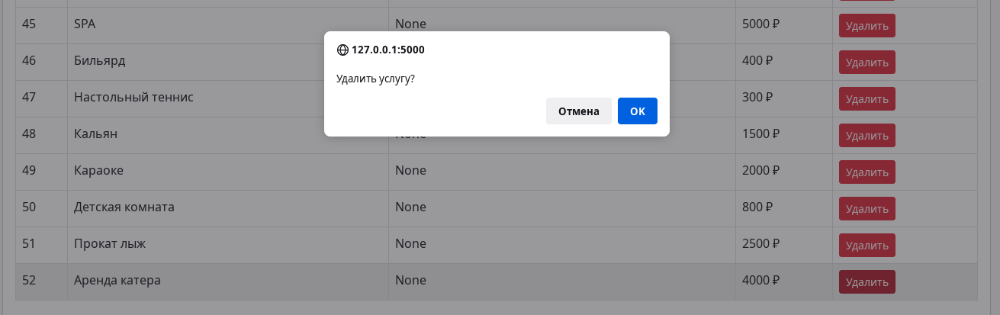 45 SPA None 5000 ₽ Удалить
127.0.0.1:5000
46 Бильярд 400 ₽ Удалить
Удалить услугу?
47 Настольный теннис 300 ₽ Удалить
Отмена OK
48 Кальян None 1500 ₽ Удалить
49 Караоке None 2000 ₽ Удалить
50 Детская комната None 800 ₽ Удалить
51 Прокат лыж None 2500 ₽ Удалить
52 Аренда катера None 4000 ₽ Удалить